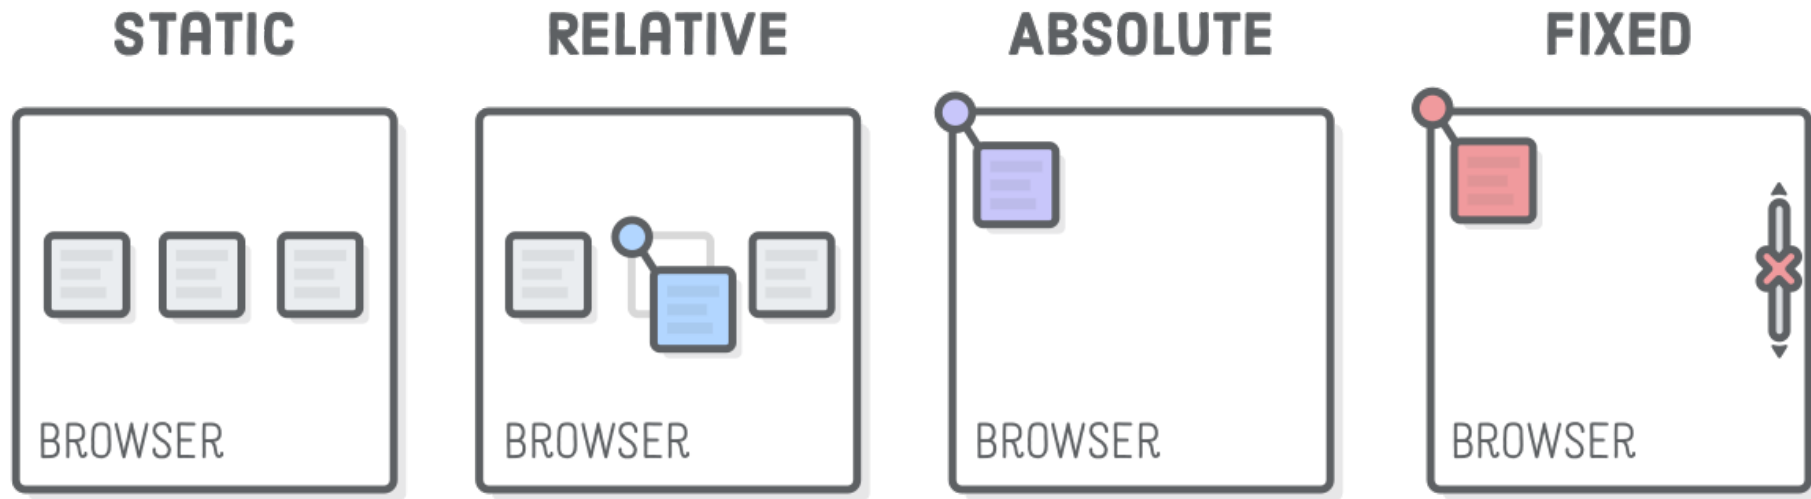 STATIC
RELATIVE
ABSOLUTE
FIXED
BROWSER
BROWSER
BROWSER
BROWSER